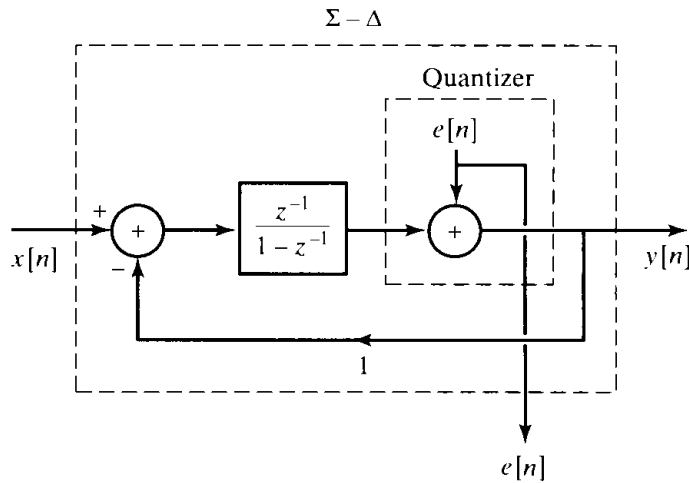 Σ – Δ
Quantizer
e[n]
+
+
z⁻¹
1 – z⁻¹
+
x[n]
–
y[n]
1
e[n]